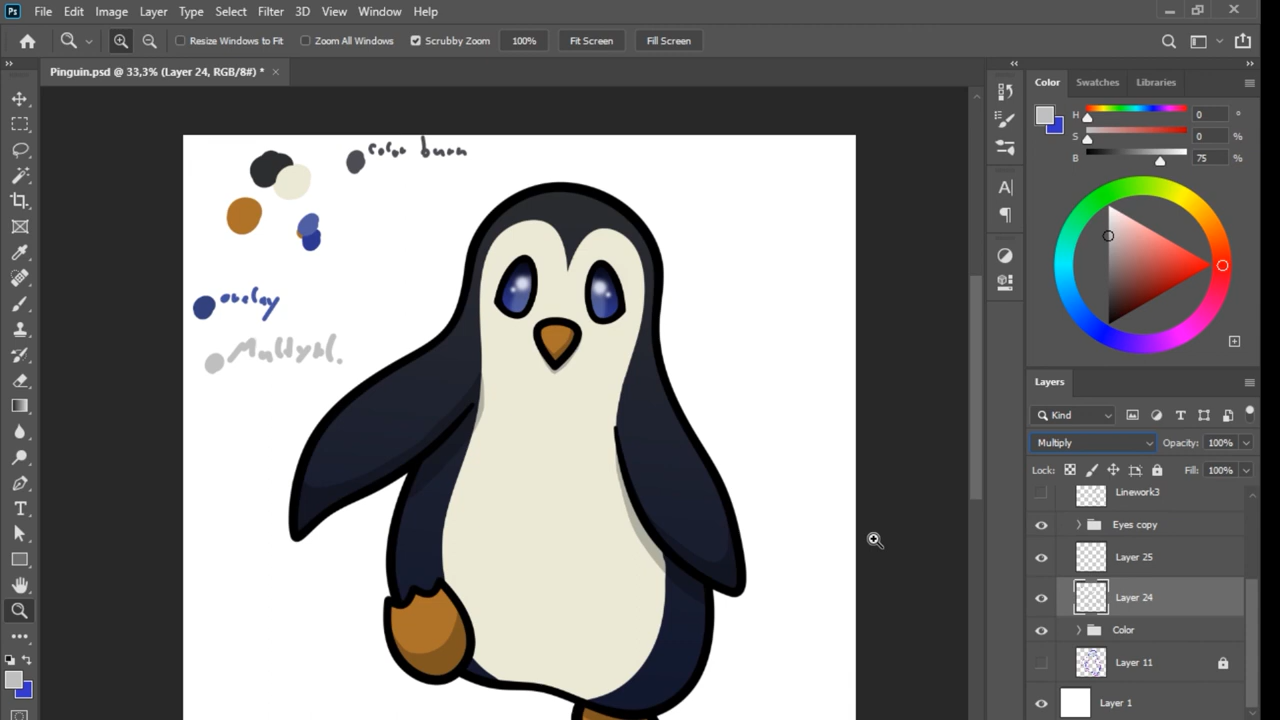 Ps File Edit Image Layer Type Select Filter 3D View Window Help
Resize Windows to Fit Zoom All Windows Scrubby Zoom 100% Fit Screen Fill Screen
Pinguin.psd @ 33,3% (Layer 24, RGB/8#) *
color burn
overlay
Color Swatches Libraries
H 0 °
S 0 %
B 75 %
Layers
Kind
Multiply Opacity: 100%
Lock: Fill: 100%
Linework3
Eyes copy
Layer 25
Layer 24
Color
Layer 11
Layer 1